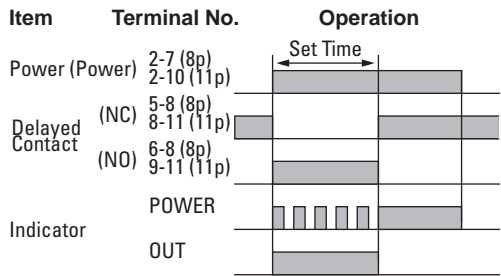 Item Terminal No. Operation
Set Time
Power (Power) 2-7 (8p)
2-10 (11p)
Delayed
Contact
(NC) 5-8 (8p)
8-11 (11p)
(NO) 6-8 (8p)
9-11 (11p)
Indicator
POWER
OUT